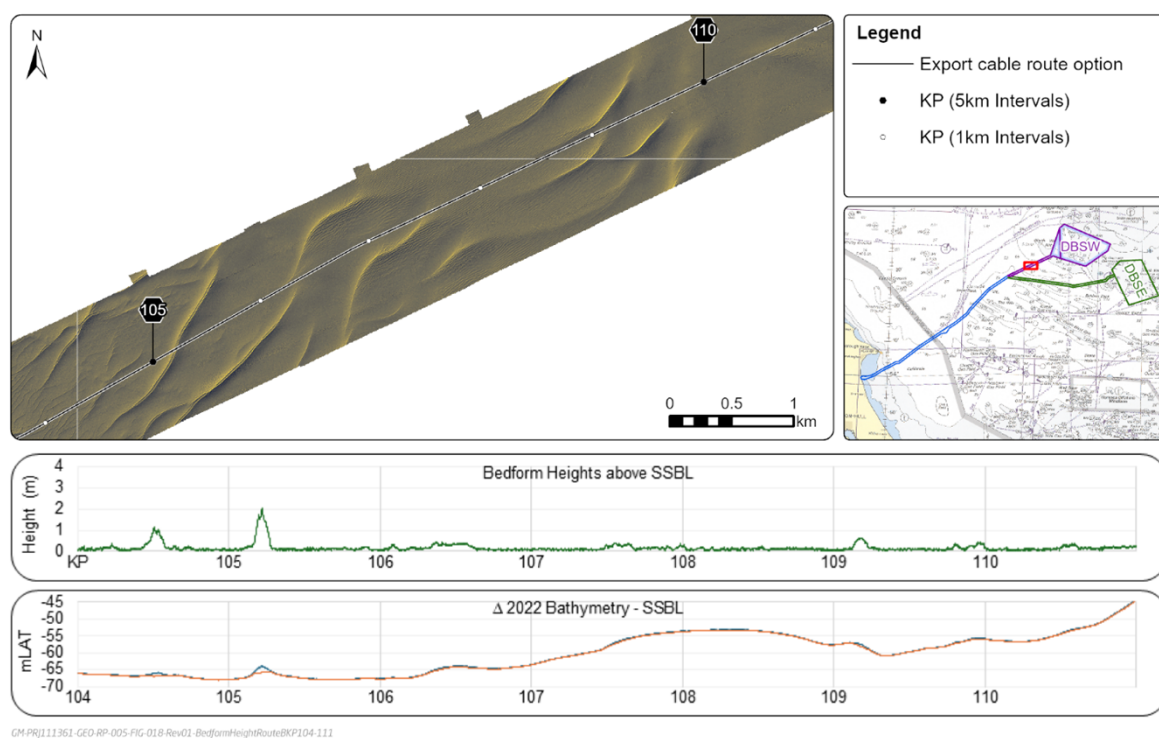 N
105
110
0 0.5 1
km
Legend
Export cable route option
KP (5km Intervals)
KP (1km Intervals)
DBSW
DBSE
Bedform Heights above SSBL
Height (m)
4
3
2
1
0
KP 105 106 107 108 109 110
Δ 2022 Bathymetry - SSBL
mLAT
-45
-50
-55
-60
-65
-70
104 105 106 107 108 109 110
GM-PRJ111361-GEO-RP-005-FIG-018-Rev01-BedformHeightRouteBKP104-111